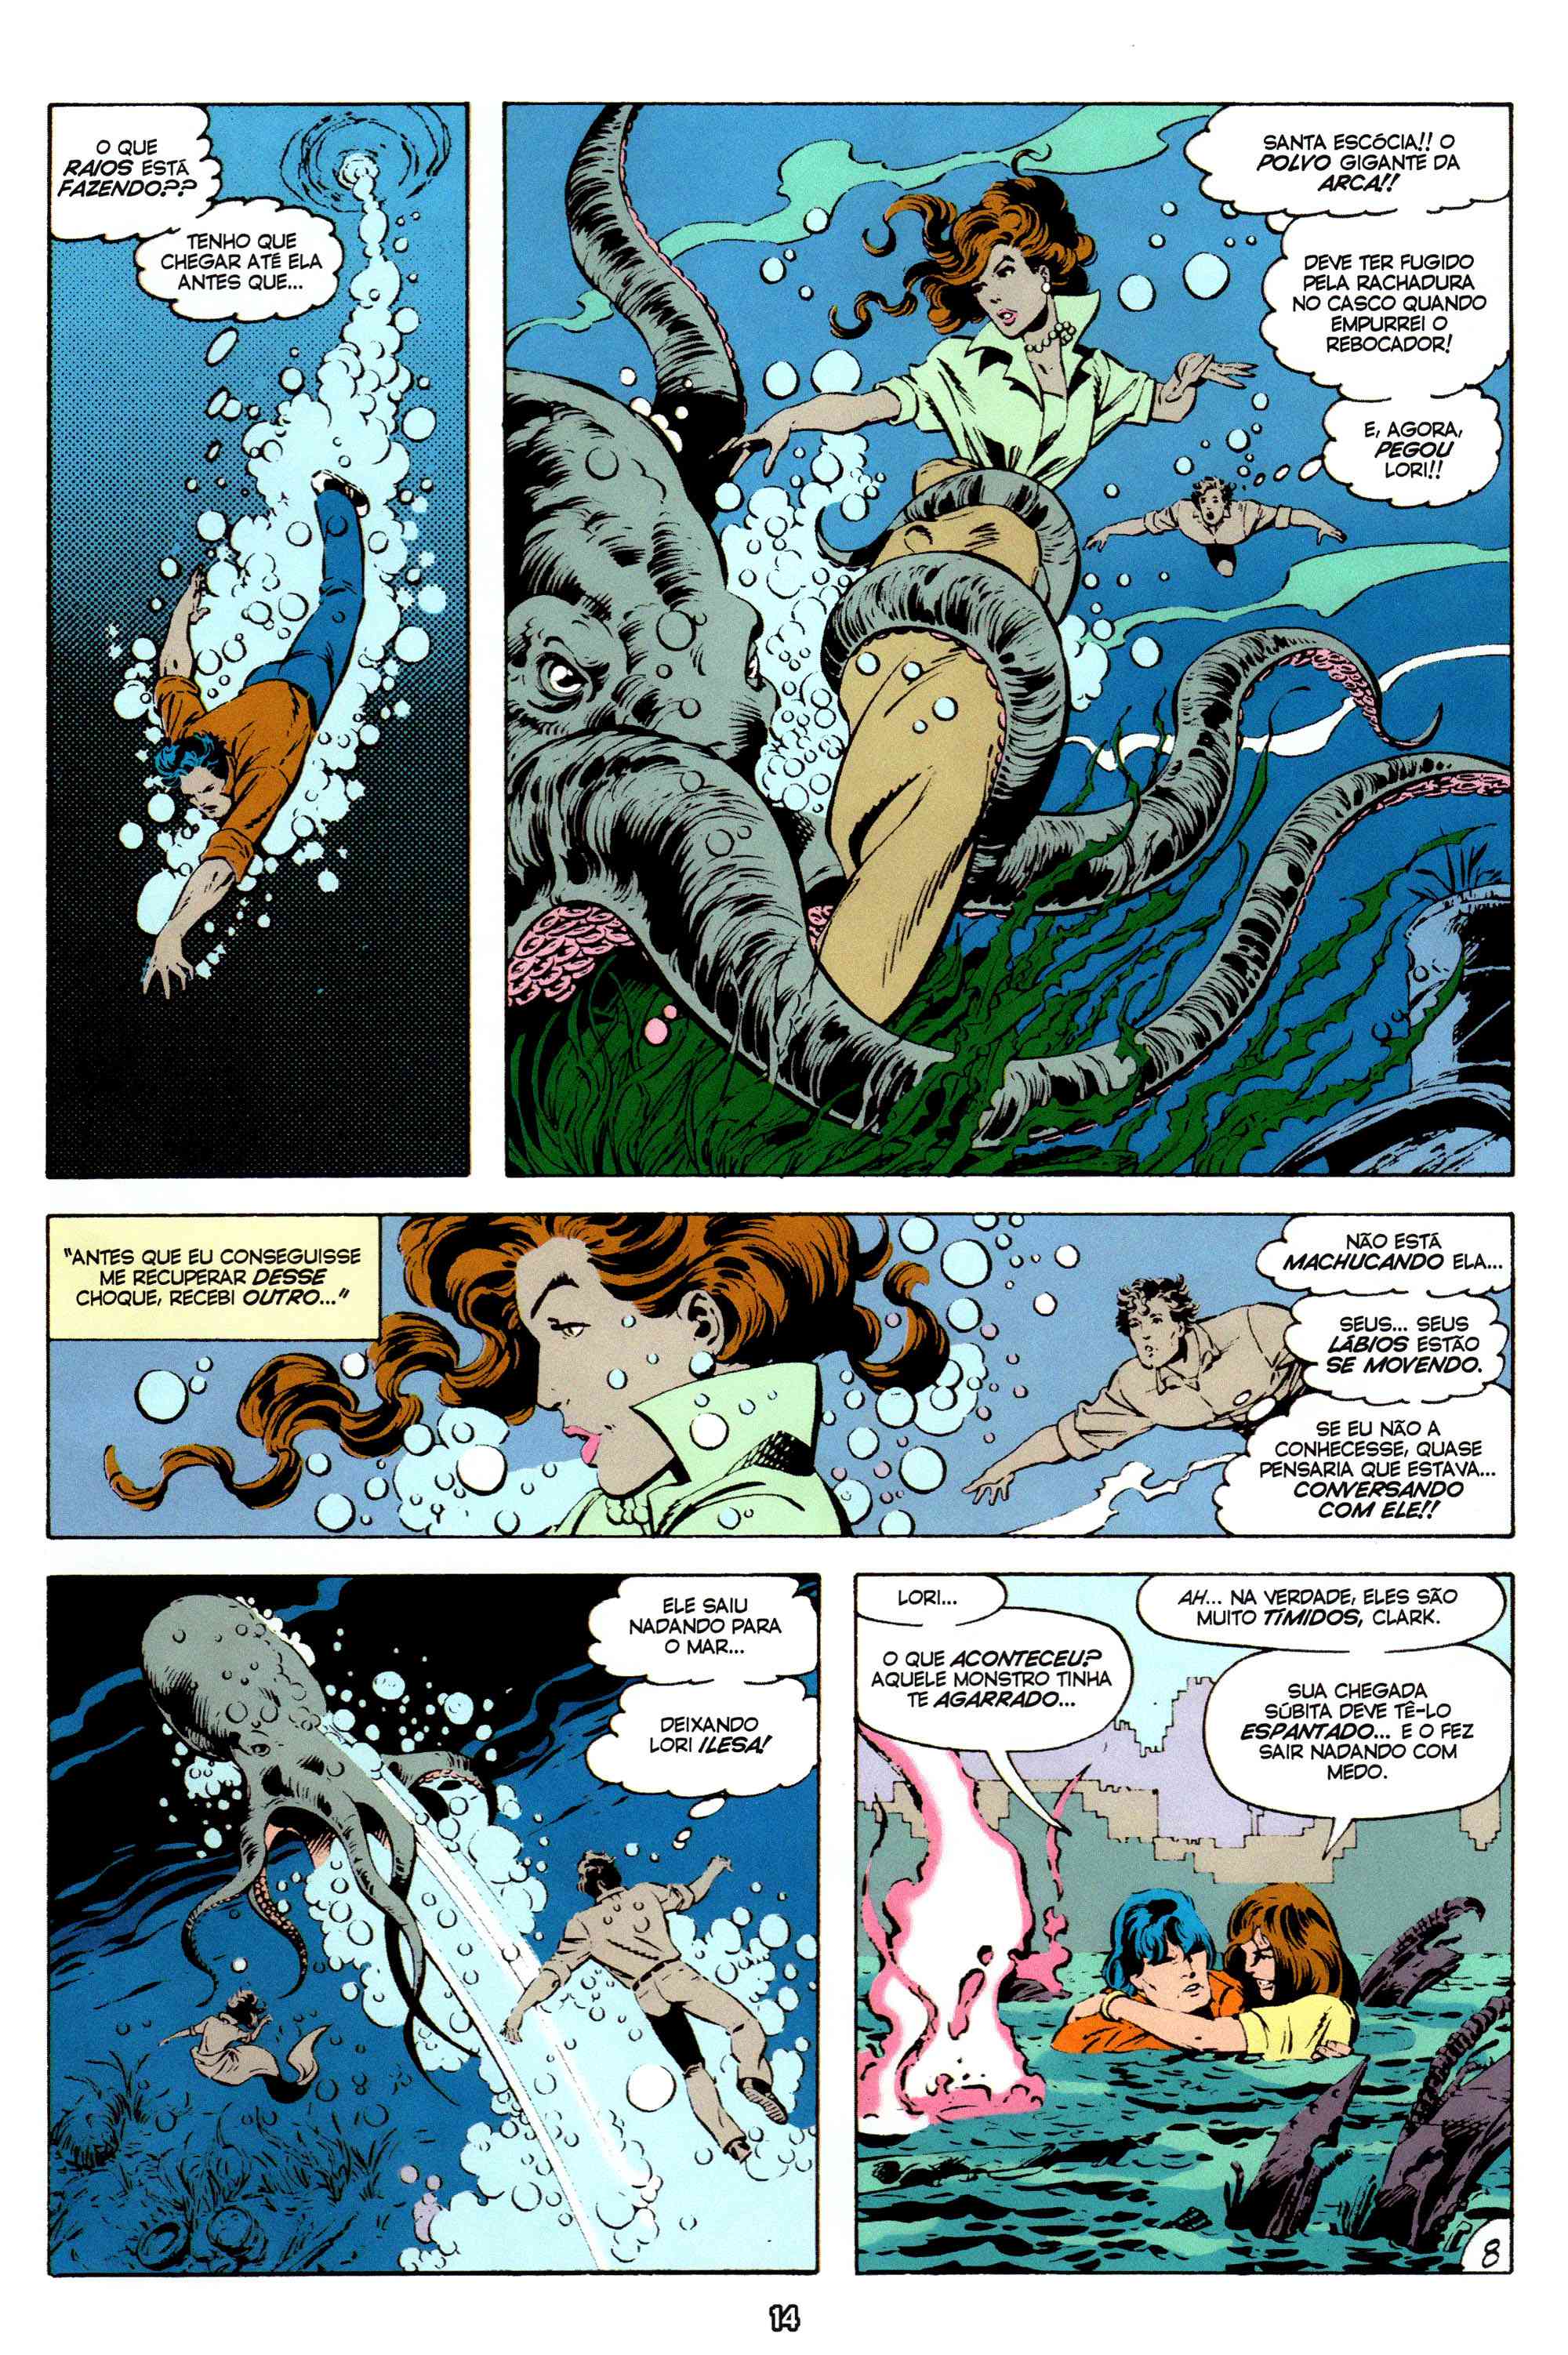 O QUE
RAIOS ESTÁ
FAZENDO??
TENHO QUE
CHEGAR ATÉ ELA
ANTES QUE...
SANTA ESCÓCIA!! O
POLVO GIGANTE DA
ARCA!!
DEVE TER FUGIDO
PELA RACHADURA
NO CASCO QUANDO
EMPURREI O
REBOCADOR!
E, AGORA,
PEGOU
LORI!!
"ANTES QUE EU CONSEGUISSE
ME RECUPERAR DESSE
CHOQUE, RECEBI OUTRO..."
NÃO ESTÁ
MACHUCANDO ELA...
SEUS... SEUS
LÁBIOS ESTÃO
SE MOVENDO.
SE EU NÃO A
CONHECESSE, QUASE
PENSARIA QUE ESTAVA...
CONVERSANDO
COM ELE!!
ELE SAIU
NADANDO PARA
O MAR...
DEIXANDO
LORI ILESA!
LORI...
O QUE ACONTECEU?
AQUELE MONSTRO TINHA
TE AGARRADO...
AH... NA VERDADE, ELES SÃO
MUITO TÍMIDOS, CLARK.
SUA CHEGADA
SÚBITA DEVE TÊ-LO
ESPANTADO... E O FEZ
SAIR NADANDO COM
MEDO.
8
14